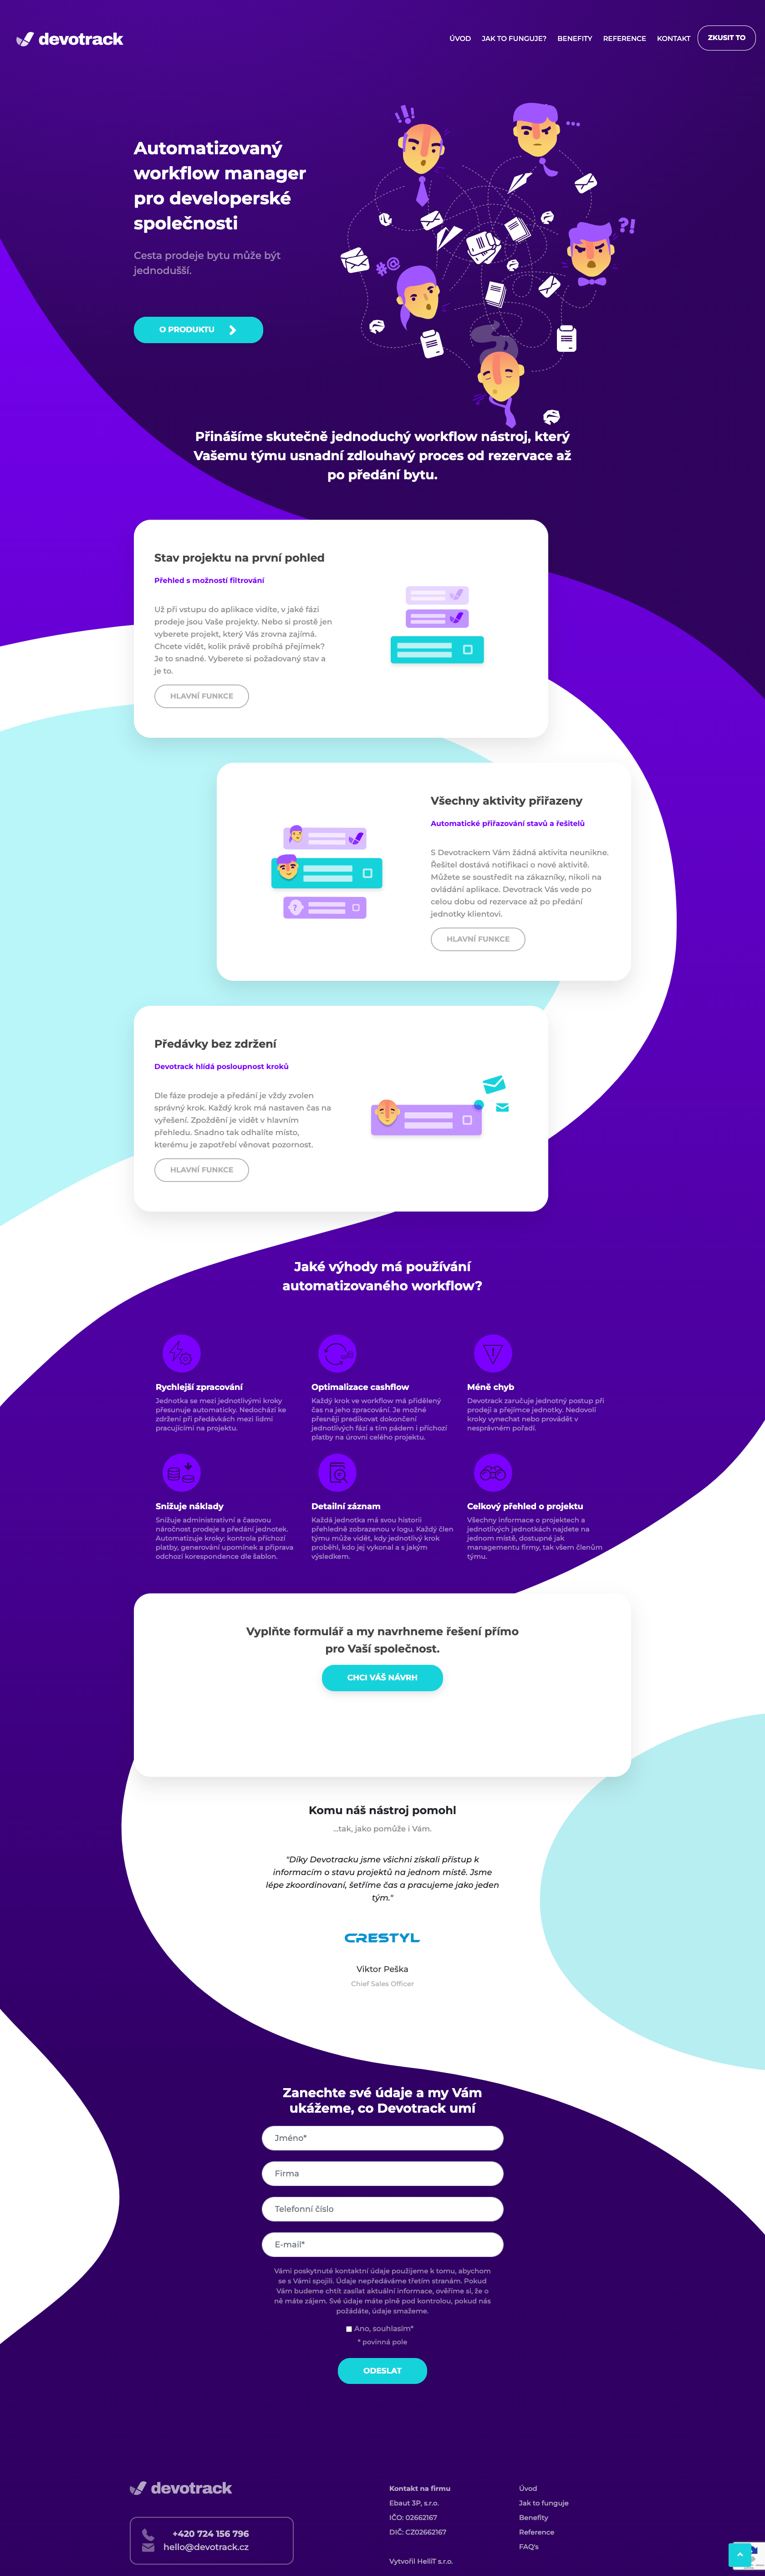 devotrack
ÚVOD JAK TO FUNGUJE? BENEFITY REFERENCE KONTAKT ZKUSIT TO
Automatizovaný
workflow manager
pro developerské
společnosti
Cesta prodeje bytu může být
jednodušší.
O PRODUKTU
!!!
...
?!
#@
Přinášíme skutečně jednoduchý workflow nástroj, který
Vašemu týmu usnadní zdlouhavý proces od rezervace až
po předání bytu.
Stav projektu na první pohled
Přehled s možností filtrování
Už při vstupu do aplikace vidíte, v jaké fázi
prodeje jsou Vaše projekty. Nebo si prostě jen
vyberete projekt, který Vás zrovna zajímá.
Chcete vidět, kolik právě probíhá přejímek?
Je to snadné. Vyberete si požadovaný stav a
je to.
HLAVNÍ FUNKCE
Všechny aktivity přiřazeny
Automatické přiřazování stavů a řešitelů
S Devotrackem Vám žádná aktivita neunikne.
Řešitel dostává notifikaci o nové aktivitě.
Můžete se soustředit na zákazníky, nikoli na
ovládání aplikace. Devotrack Vás vede po
celou dobu od rezervace až po předání
jednotky klientovi.
HLAVNÍ FUNKCE
?
Předávky bez zdržení
Devotrack hlídá posloupnost kroků
Dle fáze prodeje a předání je vždy zvolen
správný krok. Každý krok má nastaven čas na
vyřešení. Zpoždění je vidět v hlavním
přehledu. Snadno tak odhalíte místo,
kterému je zapotřebí věnovat pozornost.
HLAVNÍ FUNKCE
Jaké výhody má používání
automatizovaného workflow?
Rychlejší zpracování
Jednotka se mezi jednotlivými kroky
přesunuje automaticky. Nedochází ke
zdržení při předávkách mezi lidmi
pracujícími na projektu.
Optimalizace cashflow
Každý krok ve workflow má přidělený
čas na jeho zpracování. Je možné
přesněji predikovat dokončení
jednotlivých fází a tím pádem i příchozí
platby na úrovni celého projektu.
Méně chyb
Devotrack zaručuje jednotný postup při
prodeji a přejímce jednotky. Nedovolí
kroky vynechat nebo provádět v
nesprávném pořadí.
Snižuje náklady
Snižuje administrativní a časovou
náročnost prodeje a předání jednotek.
Automatizuje kroky: kontrola příchozí
platby, generování upomínek a příprava
odchozí korespondence dle šablon.
Detailní záznam
Každá jednotka má svou historii
přehledně zobrazenou v logu. Každý člen
týmu může vidět, kdy jednotlivý krok
proběhl, kdo jej vykonal a s jakým
výsledkem.
Celkový přehled o projektu
Všechny informace o projektech a
jednotlivých jednotkách najdete na
jednom místě, dostupné jak
managementu firmy, tak všem členům
týmu.
Vyplňte formulář a my navrhneme řešení přímo
pro Vaší společnost.
CHCI VÁŠ NÁVRH
Komu náš nástroj pomohl
...tak, jako pomůže i Vám.
"Díky Devotracku jsme všichni získali přístup k
informacím o stavu projektů na jednom místě. Jsme
lépe zkoordinovaní, šetříme čas a pracujeme jako jeden
tým."
CRESTYL
Viktor Peška
Chief Sales Officer
Zanechte své údaje a my Vám
ukážeme, co Devotrack umí
Jméno*
Firma
Telefonní číslo
E-mail*
Vámi poskytnuté kontaktní údaje použijeme k tomu, abychom
se s Vámi spojili. Údaje nepředáváme třetím stranám. Pokud
Vám budeme chtít zasílat aktuální informace, ověříme si, že o
ně máte zájem. Své údaje máte plně pod kontrolou, pokud nás
požádáte, údaje smažeme.
Ano, souhlasím*
* povinná pole
ODESLAT
devotrack
+420 724 156 796
hello@devotrack.cz
Kontakt na firmu
Ebaut 3P, s.r.o.
IČO: 02662167
DIČ: CZ02662167
Vytvořil HelliT s.r.o.
Úvod
Jak to funguje
Benefity
Reference
FAQ's